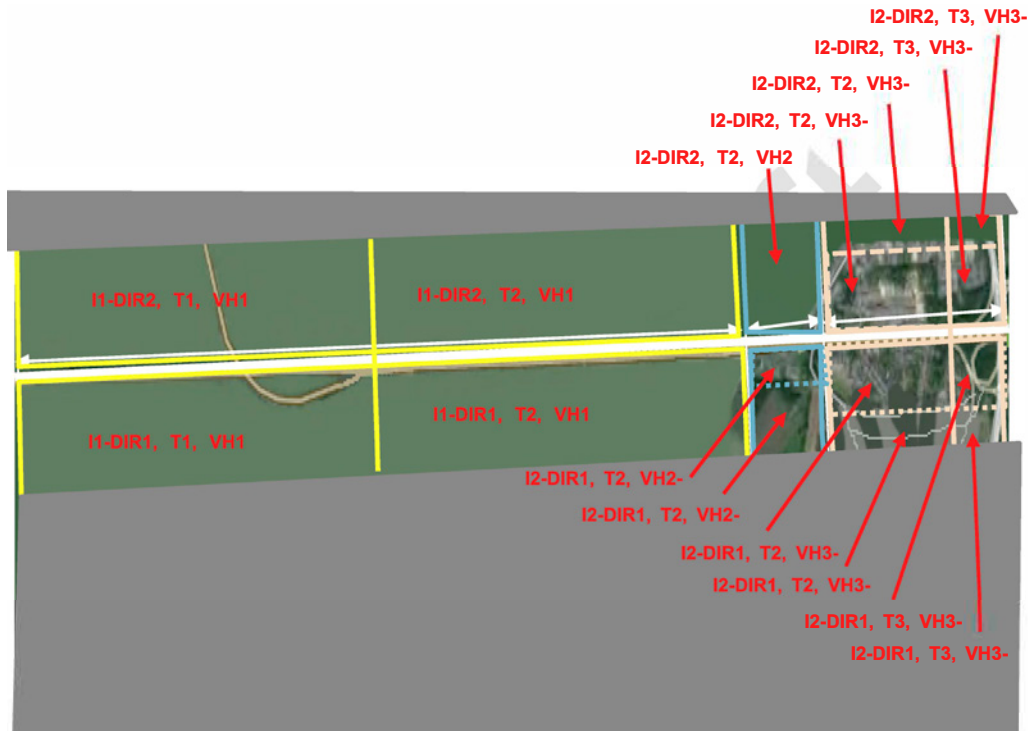 I2-DIR2, T3, VH3-
I2-DIR2, T3, VH3-
I2-DIR2, T2, VH3-
I2-DIR2, T2, VH3-
I2-DIR2, T2, VH2
I1-DIR2, T1, VH1
I1-DIR2, T2, VH1
I1-DIR1, T1, VH1
I1-DIR1, T2, VH1
I2-DIR1, T2, VH2-
I2-DIR1, T2, VH2-
I2-DIR1, T2, VH3-
I2-DIR1, T2, VH3-
I2-DIR1, T3, VH3-
I2-DIR1, T3, VH3-